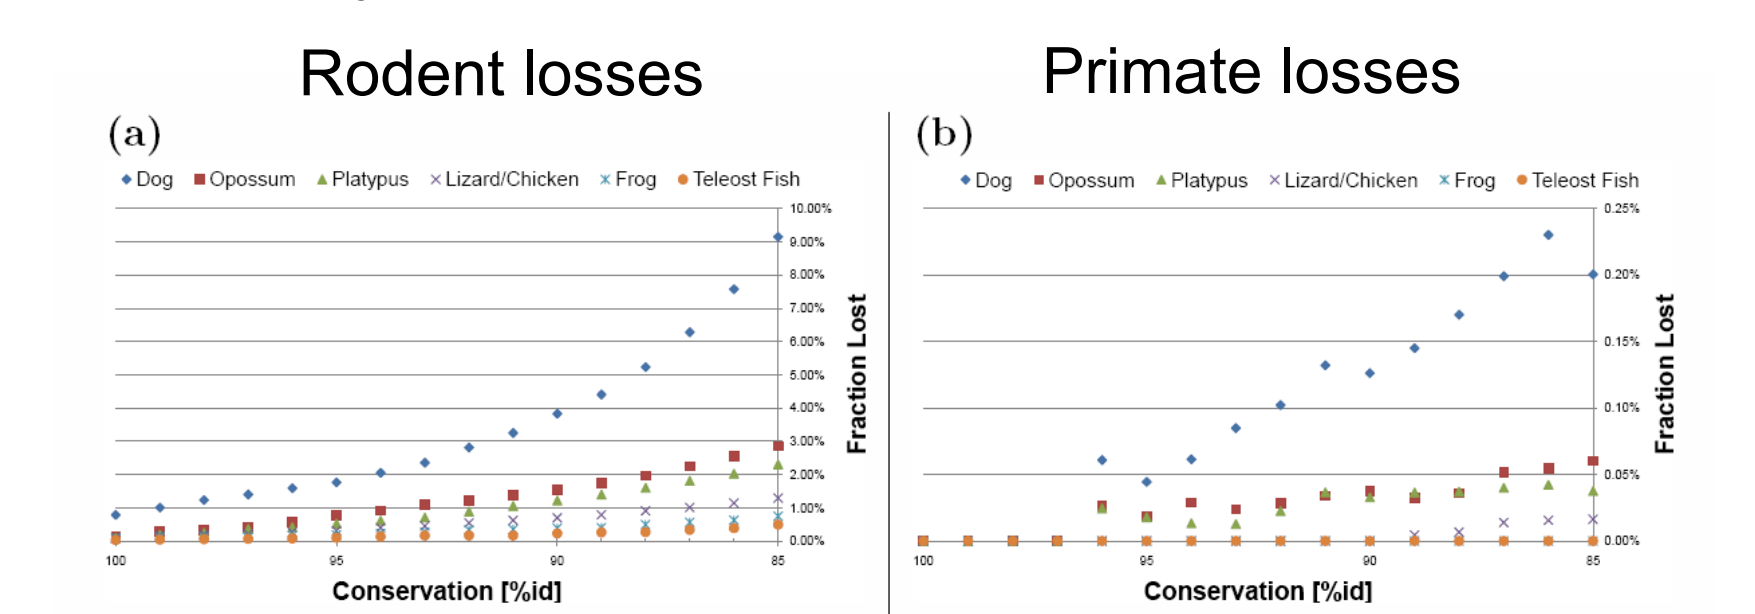 Rodent losses
Primate losses
(a)
Dog Opossum Platypus Lizard/Chicken Frog Teleost Fish
10.00%
9.00%
8.00%
7.00%
6.00%
5.00%
4.00%
3.00%
2.00%
1.00%
0.00%
Fraction Lost
100 95 90 85
Conservation [%id]
(b)
Dog Opossum Platypus Lizard/Chicken Frog Teleost Fish
0.25%
0.20%
0.15%
0.10%
0.05%
0.00%
Fraction Lost
100 95 90 85
Conservation [%id]